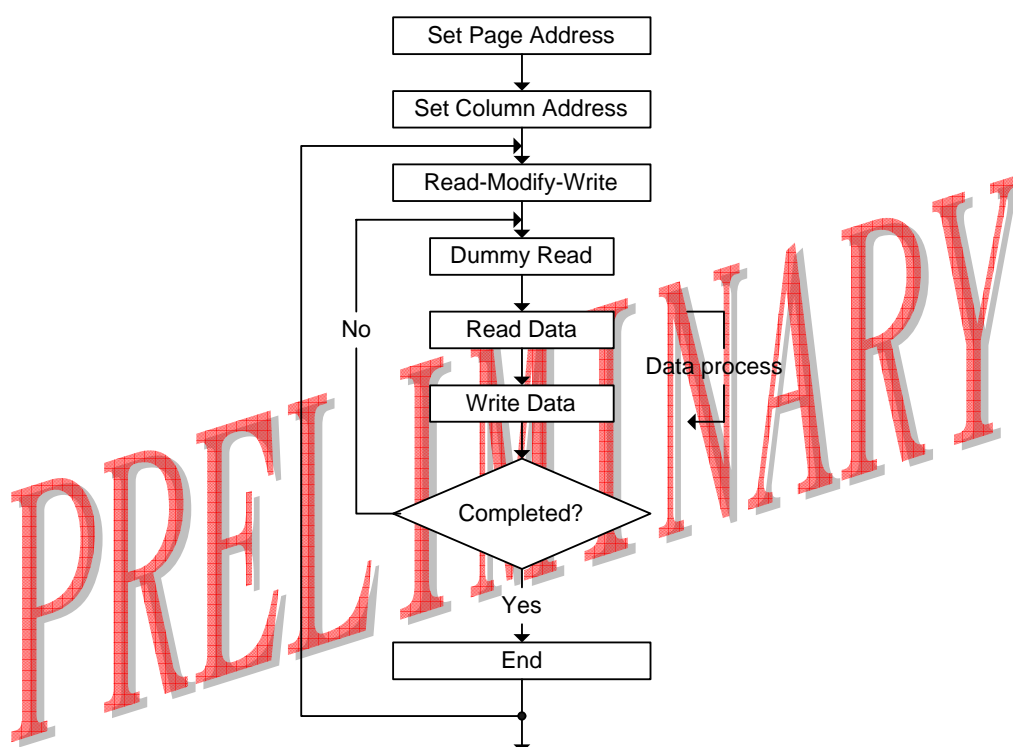 Set Page Address
Set Column Address
Read-Modify-Write
Dummy Read
No
Read Data
Data process
Write Data
Completed?
Yes
End
PRELIMINARY